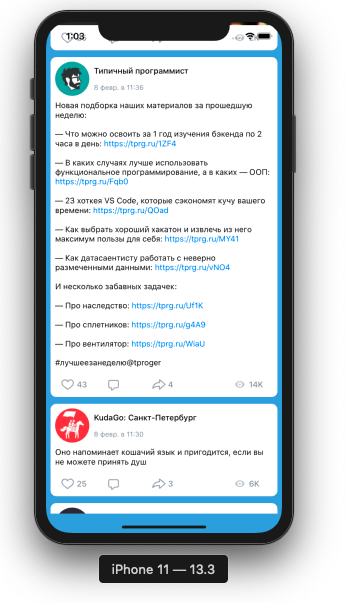 1:03
Типичный программист
8 февр. в 11:36
Новая подборка наших материалов за прошедшую
неделю:
— Что можно освоить за 1 год изучения бэкенда по 2
часа в день: https://tprg.ru/1ZF4
— В каких случаях лучше использовать
функциональное программирование, а в каких — ООП:
https://tprg.ru/Fqb0
— 23 хоткея VS Code, которые сэкономят кучу вашего
времени: https://tprg.ru/QOad
— Как выбрать хороший хакатон и извлечь из него
максимум пользы для себя: https://tprg.ru/MY41
— Как датасаентисту работать с неверно
размеченными данными: https://tprg.ru/vNO4
И несколько забавных задачек:
— Про наследство: https://tprg.ru/Uf1K
— Про сплетников: https://tprg.ru/g4A9
— Про вентилятор: https://tprg.ru/WiaU
#лучшеезанеделю@tproger
43 4 14K
KudaGo: Санкт-Петербург
8 февр. в 11:30
Оно напоминает кошачий язык и пригодится, если вы
не можете принять душ
25 3 6K
iPhone 11 — 13.3